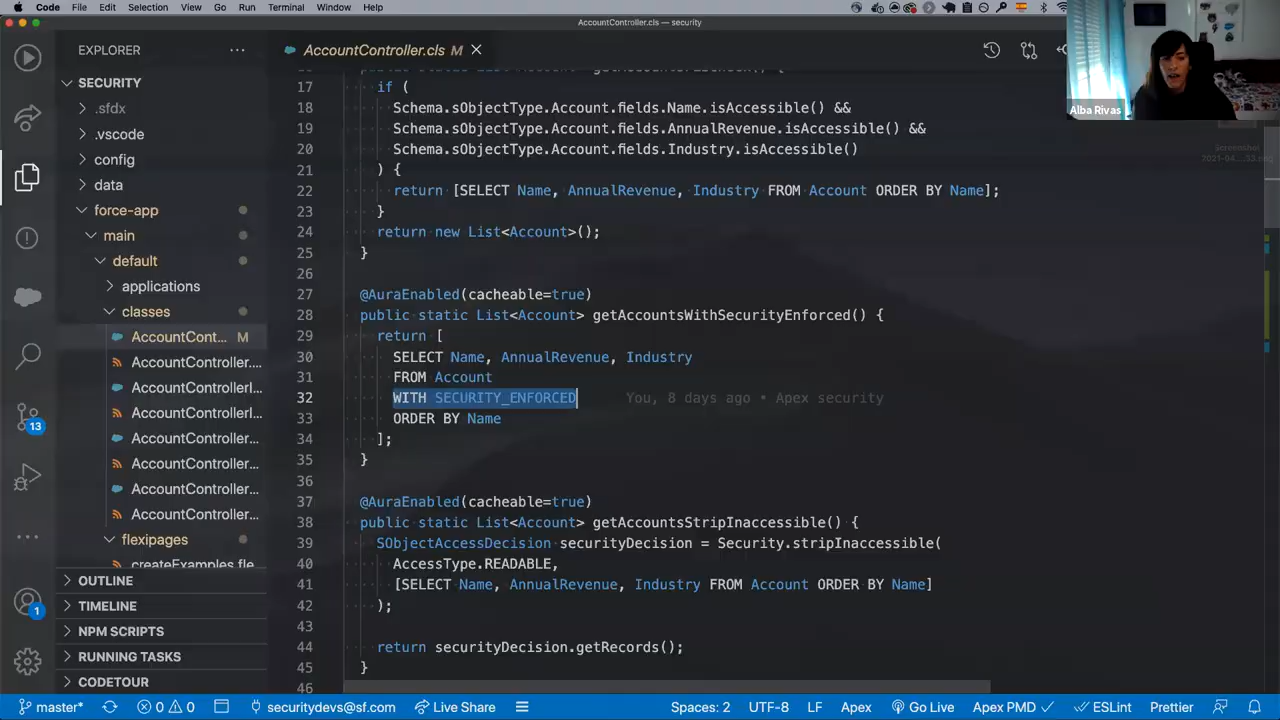 Code File Edit Selection View Go Run Terminal Window Help
AccountController.cls — security
EXPLORER
AccountController.cls M
Alba Rivas
Screenshot
SECURITY
.sfdx
.vscode
config
data
force-app
main
default
applications
classes
AccountCont... M
AccountController....
AccountControllerI...
AccountController...
AccountController...
AccountController...
AccountControllerI...
AccountController...
flexipages
createExamples.fle
OUTLINE
TIMELINE
NPM SCRIPTS
RUNNING TASKS
CODETOUR
13
1
17 if (
18 Schema.sObjectType.Account.fields.Name.isAccessible() &&
19 Schema.sObjectType.Account.fields.AnnualRevenue.isAccessible() &&
20 Schema.sObjectType.Account.fields.Industry.isAccessible()
21 ) {
22 return [SELECT Name, AnnualRevenue, Industry FROM Account ORDER BY Name];
23 }
24 return new List<Account>();
25 }
26
27 @AuraEnabled(cacheable=true)
28 public static List<Account> getAccountsWithSecurityEnforced() {
29 return [
30 SELECT Name, AnnualRevenue, Industry
31 FROM Account
32 WITH SECURITY_ENFORCED You, 8 days ago • Apex security
33 ORDER BY Name
34 ];
35 }
36
37 @AuraEnabled(cacheable=true)
38 public static List<Account> getAccountsStripInaccessible() {
39 SObjectAccessDecision securityDecision = Security.stripInaccessible(
40 AccessType.READABLE,
41 [SELECT Name, AnnualRevenue, Industry FROM Account ORDER BY Name]
42 );
43
44 return securityDecision.getRecords();
45 }
46
master* 0 0 securitydevs@sf.com Live Share Spaces: 2 UTF-8 LF Apex Go Live Apex PMD ESLint Prettier